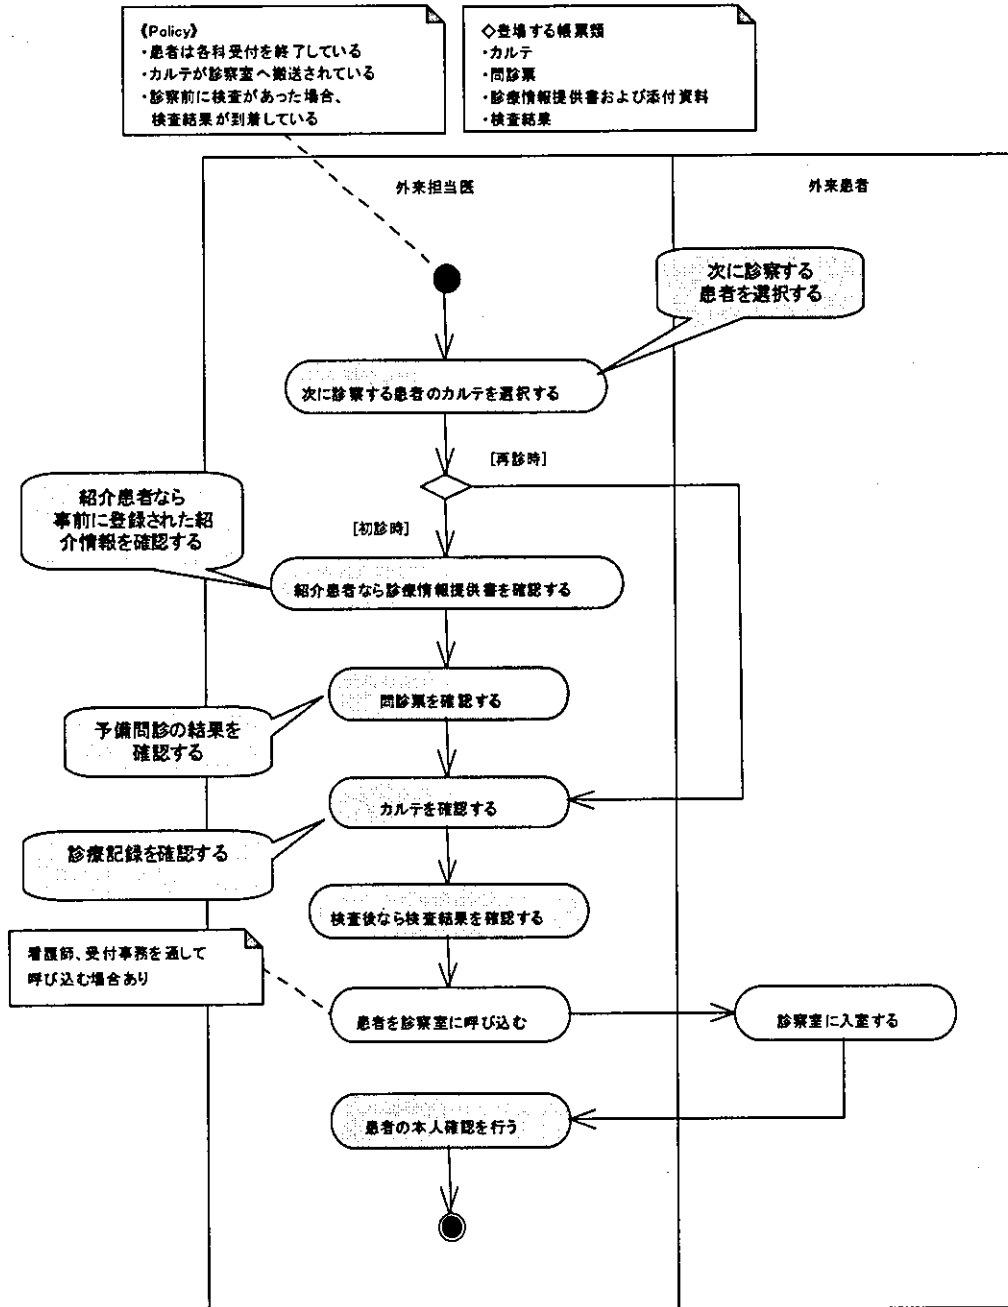 《Policy》
・患者は各科受付を終了している
・カルテが診察室へ搬送されている
・診察前に検査があった場合、
検査結果が到着している
◇登場する帳票類
・カルテ
・問診票
・診療情報提供書および添付資料
・検査結果
外来担当医
外来患者
次に診察する
患者を選択する
次に診察する患者のカルテを選択する
[再診時]
紹介患者なら
事前に登録された紹
介情報を確認する
[初診時]
紹介患者なら診療情報提供書を確認する
問診票を確認する
予備問診の結果を
確認する
カルテを確認する
診療記録を確認する
検査後なら検査結果を確認する
看護師、受付事務を通して
呼び込む場合あり
患者を診察室に呼び込む
診察室に入室する
患者の本人確認を行う